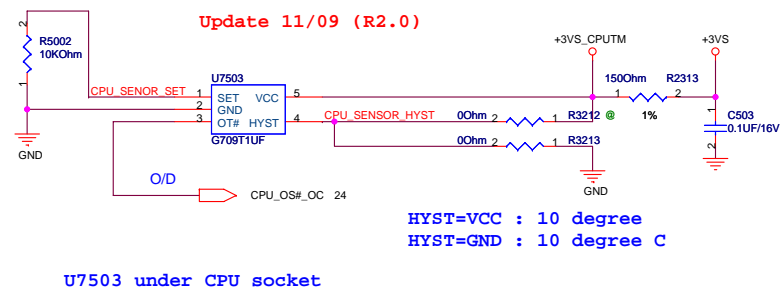 Update 11/09 (R2.0)
+3VS_CPUTM
+3VS
2
R5002
10KOhm
1
U7503
150Ohm
R2313
CPU_SENOR_SET
1
SET
VCC
5
1
2
1%
2
GND
CPU_SENSOR_HYST
0Ohm
2
1
R3212
@
1
C503
0.1UF/16V
2
3
OT#
HYST
4
G709T1UF
0Ohm
2
1
R3213
GND
GND
O/D
CPU_OS#_OC
24
HYST=VCC : 10 degree
HYST=GND : 10 degree C
U7503 under CPU socket